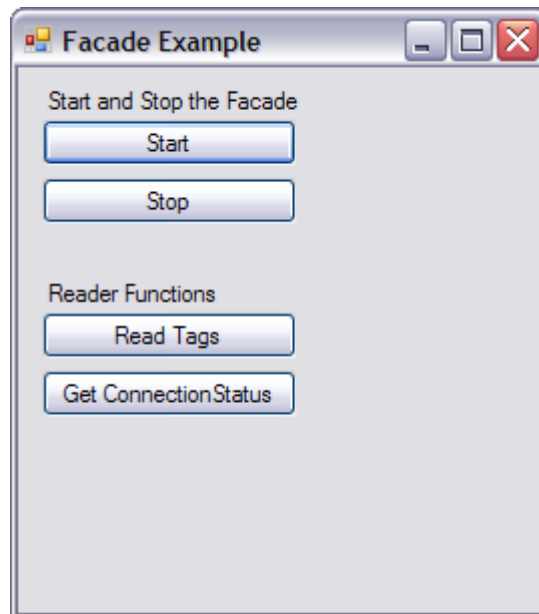 Facade Example
Start and Stop the Facade
Start
Stop
Reader Functions
Read Tags
Get ConnectionStatus